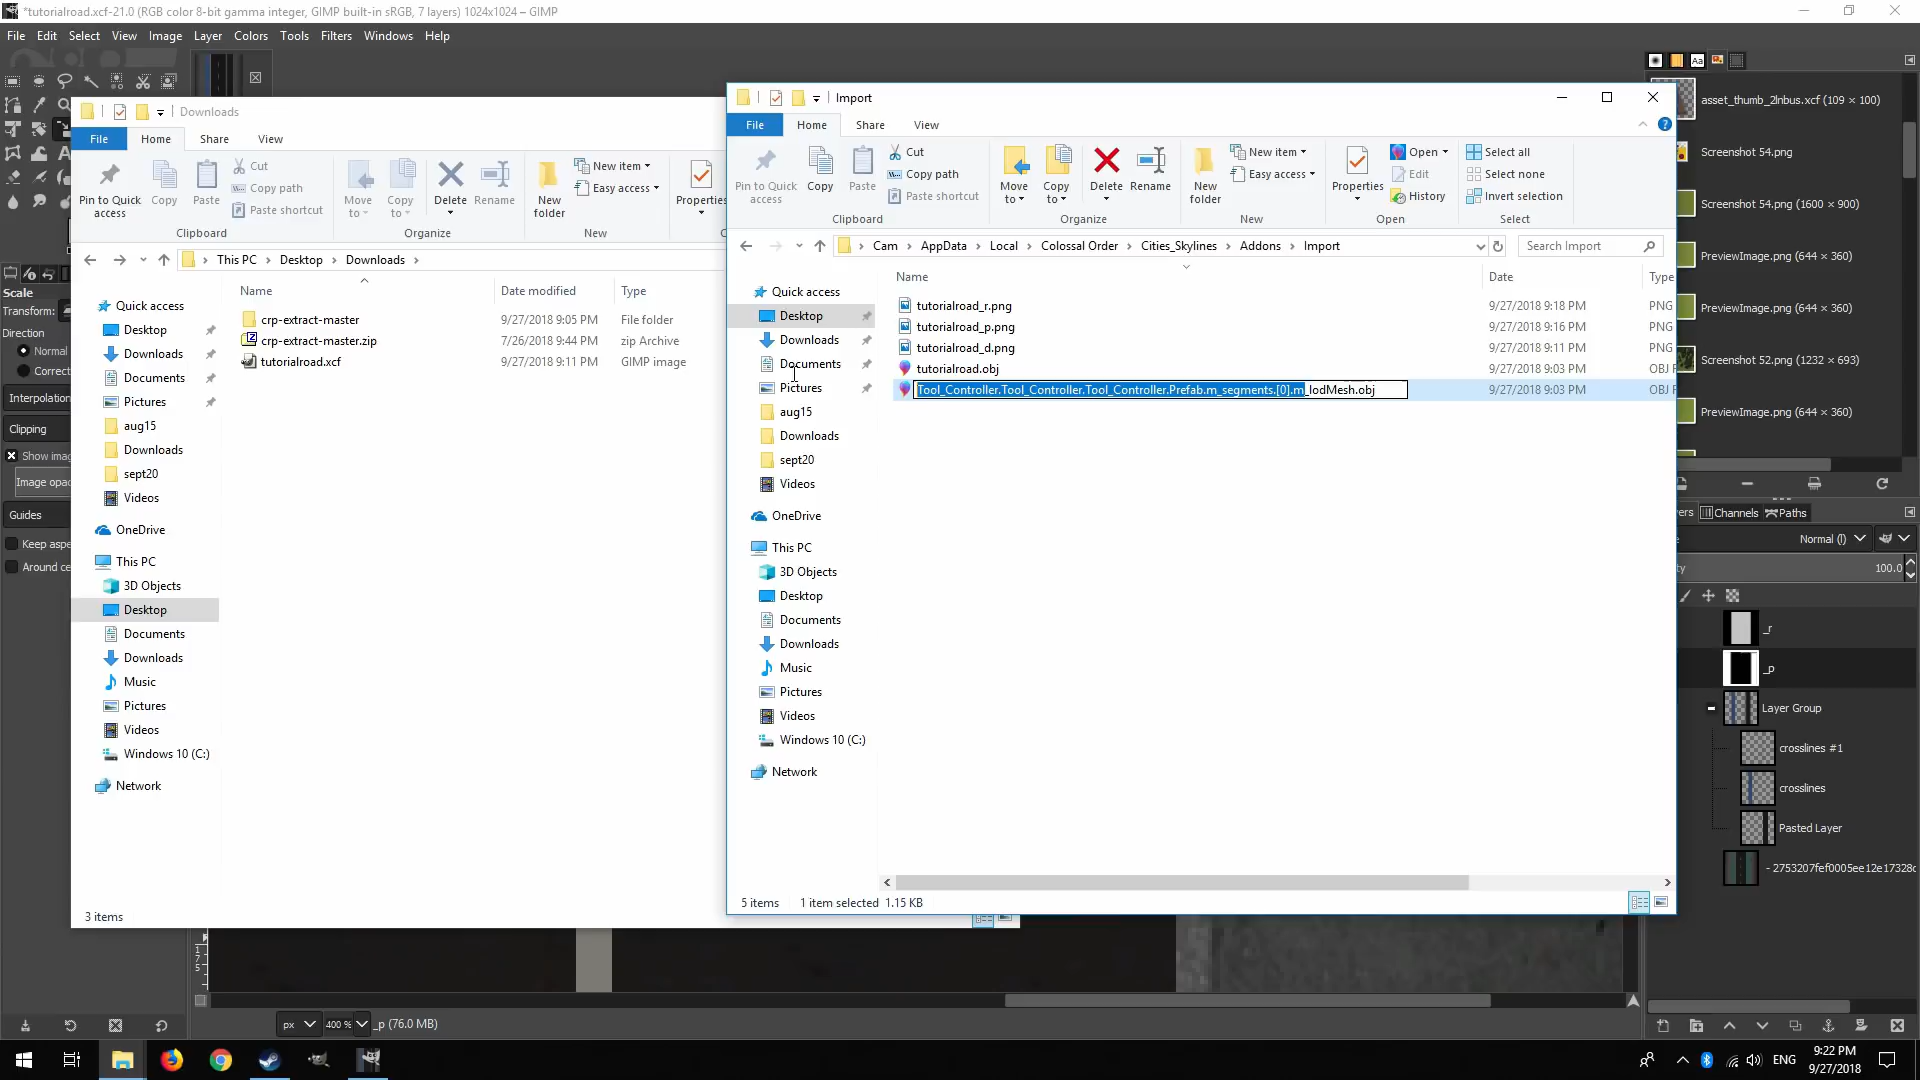 *tutorialroad.xcf-21.0 (RGB color 8-bit gamma integer, GIMP built-in sRGB, 7 layers) 1024x1024 – GIMP
File Edit Select View Image Layer Colors Tools Filters Windows Help
Scale
Transform:
Direction
Normal
Correct
Interpolation
Clipping
Show imag
Image opac
Guides
Keep aspe
Around ce
Downloads
File Home Share View
Pin to Quick access
Copy
Paste
Cut
Copy path
Paste shortcut
Clipboard
Move to
Copy to
Delete
Rename
Organize
New folder
New item
Easy access
New
Properties
This PC Desktop Downloads
Name Date modified Type
crp-extract-master 9/27/2018 9:05 PM File folder
crp-extract-master.zip 7/26/2018 9:44 PM zip Archive
tutorialroad.xcf 9/27/2018 9:11 PM GIMP image
Quick access
Desktop
Downloads
Documents
Pictures
aug15
Downloads
sept20
Videos
OneDrive
This PC
3D Objects
Desktop
Documents
Downloads
Music
Pictures
Videos
Windows 10 (C:)
Network
3 items
Import
File Home Share View
Pin to Quick access
Copy
Paste
Cut
Copy path
Paste shortcut
Clipboard
Move to
Copy to
Delete
Rename
Organize
New folder
New item
Easy access
New
Properties
Open
Edit
History
Open
Select all
Select none
Invert selection
Select
Cam AppData Local Colossal Order Cities_Skylines Addons Import
Search Import
Name Date Type
tutorialroad_r.png 9/27/2018 9:18 PM PNG
tutorialroad_p.png 9/27/2018 9:16 PM PNG
tutorialroad_d.png 9/27/2018 9:11 PM PNG
tutorialroad.obj 9/27/2018 9:03 PM OBJ F
Tool_Controller.Tool_Controller.Tool_Controller.Prefab.m_segments.[0].m_lodMesh.obj 9/27/2018 9:03 PM OBJ F
Quick access
Desktop
Downloads
Documents
Pictures
aug15
Downloads
sept20
Videos
OneDrive
This PC
3D Objects
Desktop
Documents
Downloads
Music
Pictures
Videos
Windows 10 (C:)
Network
5 items 1 item selected 1.15 KB
Aa
asset_thumb_2lnbus.xcf (109 × 100)
Screenshot 54.png
Screenshot 54.png (1600 × 900)
PreviewImage.png (644 × 360)
PreviewImage.png (644 × 360)
Screenshot 52.png (1232 × 693)
PreviewImage.png (644 × 360)
ers Channels Paths
Normal (l)
ty 100.0
_r
_p
Layer Group
crosslines #1
crosslines
Pasted Layer
- 2753207fef0005ee12e17328c
1
7
5
px 400 % _p (76.0 MB)
ENG
9:22 PM
9/27/2018